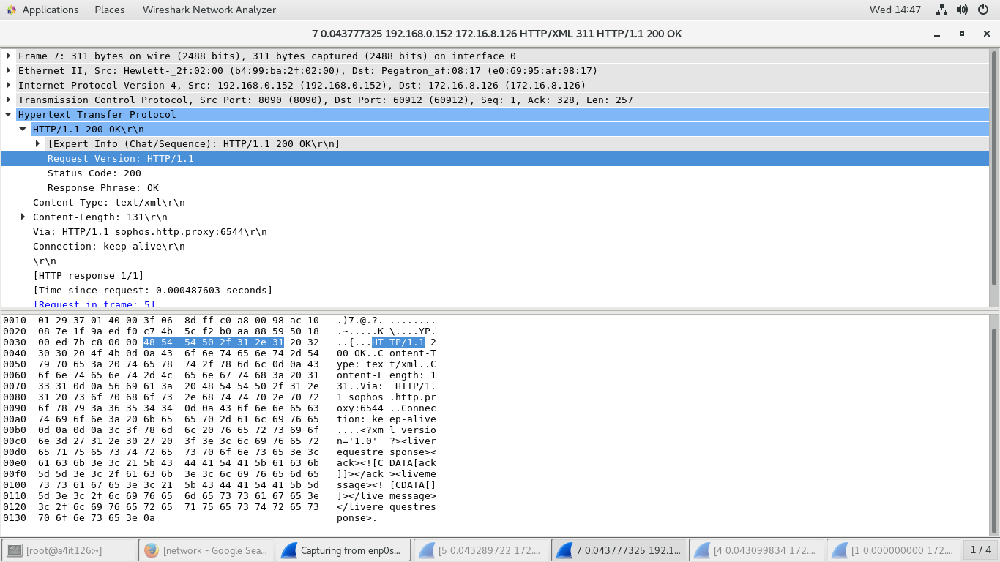 Applications Places Wireshark Network Analyzer Wed 14:47
7 0.043777325 192.168.0.152 172.16.8.126 HTTP/XML 311 HTTP/1.1 200 OK
Frame 7: 311 bytes on wire (2488 bits), 311 bytes captured (2488 bits) on interface 0
Ethernet II, Src: Hewlett-_2f:02:00 (b4:99:ba:2f:02:00), Dst: Pegatron_af:08:17 (e0:69:95:af:08:17)
Internet Protocol Version 4, Src: 192.168.0.152 (192.168.0.152), Dst: 172.16.8.126 (172.16.8.126)
Transmission Control Protocol, Src Port: 8090 (8090), Dst Port: 60912 (60912), Seq: 1, Ack: 328, Len: 257
Hypertext Transfer Protocol
HTTP/1.1 200 OK\r\n
[Expert Info (Chat/Sequence): HTTP/1.1 200 OK\r\n]
Request Version: HTTP/1.1
Status Code: 200
Response Phrase: OK
Content-Type: text/xml\r\n
Content-Length: 131\r\n
Via: HTTP/1.1 sophos.http.proxy:6544\r\n
Connection: keep-alive\r\n
\r\n
[HTTP response 1/1]
[Time since request: 0.000487603 seconds]
[Request in frame: 5]
0010 01 29 37 01 40 00 3f 06 8d ff c0 a8 00 98 ac 10 .)7.@.?. ........
0020 08 7e 1f 9a ed f0 c7 4b 5c f2 b0 aa 88 59 50 18 .~.....K \....YP.
0030 00 ed 7b c8 00 00 48 54 54 50 2f 31 2e 31 20 32 ..{...HT TP/1.1 2
0040 30 30 20 4f 4b 0d 0a 43 6f 6e 74 65 6e 74 2d 54 00 OK..C ontent-T
0050 79 70 65 3a 20 74 65 78 74 2f 78 6d 6c 0d 0a 43 ype: tex t/xml..C
0060 6f 6e 74 65 6e 74 2d 4c 65 6e 67 74 68 3a 20 31 ontent-L ength: 1
0070 33 31 0d 0a 56 69 61 3a 20 48 54 54 50 2f 31 2e 31..Via: HTTP/1.
0080 31 20 73 6f 70 68 6f 73 2e 68 74 74 70 2e 70 72 1 sophos .http.pr
0090 6f 78 79 3a 36 35 34 34 0d 0a 43 6f 6e 6e 65 63 oxy:6544 ..Connec
00a0 74 69 6f 6e 3a 20 6b 65 65 70 2d 61 6c 69 76 65 tion: ke ep-alive
00b0 0d 0a 0d 0a 3c 3f 78 6d 6c 20 76 65 72 73 69 6f ....<?xm l versio
00c0 6e 3d 27 31 2e 30 27 20 3f 3e 3c 6c 69 76 65 72 n='1.0' ?><liver
00d0 65 71 75 65 73 74 72 65 73 70 6f 6e 73 65 3e 3c equestre sponse><
00e0 61 63 6b 3e 3c 21 5b 43 44 41 54 41 5b 61 63 6b ack><![C DATA[ack
00f0 5d 5d 3e 3c 2f 61 63 6b 3e 3c 6c 69 76 65 6d 65 ]]></ack ><liveme
0100 73 73 61 67 65 3e 3c 21 5b 43 44 41 54 41 5b 5d ssage><! [CDATA[]
0110 5d 3e 3c 2f 6c 69 76 65 6d 65 73 73 61 67 65 3e ]></live message>
0120 3c 2f 6c 69 76 65 72 65 71 75 65 73 74 72 65 73 </livere questres
0130 70 6f 6e 73 65 3e 0a ponse>.
[root@a4it126:~] [network - Google Sea... Capturing from enp0s... [5 0.043289722 172.... 7 0.043777325 192.1... [4 0.043099834 172.... [1 0.000000000 172.... 1 / 4